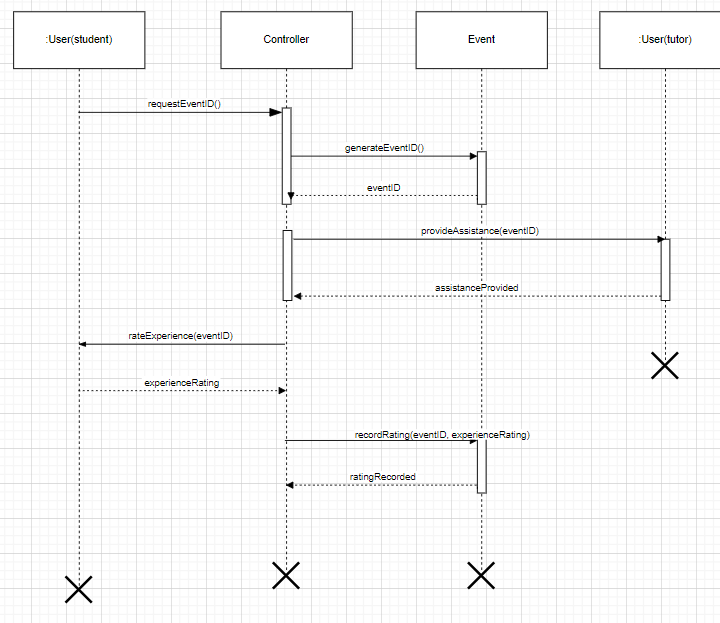 :User(student)
Controller
Event
:User(tutor)
requestEventID()
generateEventID()
eventID
provideAssistance(eventID)
assistanceProvided
rateExperience(eventID)
experienceRating
recordRating(eventID, experienceRating)
ratingRecorded